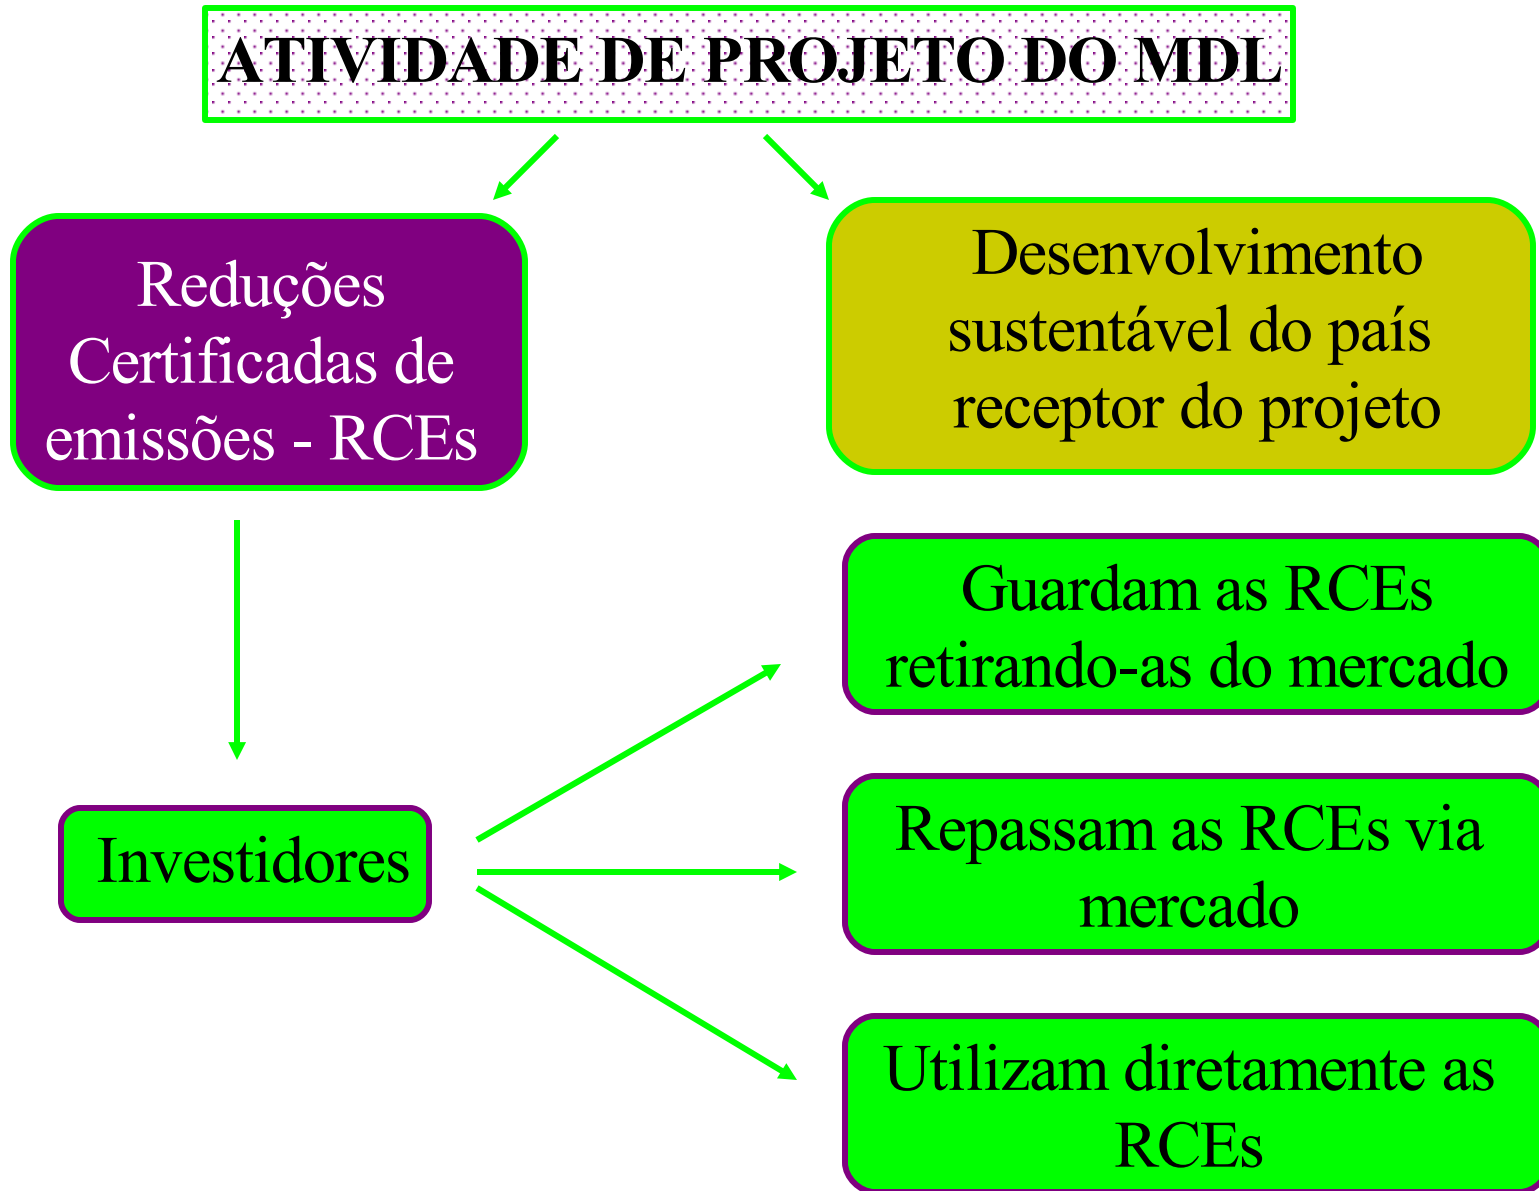 ATIVIDADE DE PROJETO DO MDL
Reduções
Certificadas de
emissões - RCEs
Desenvolvimento
sustentável do país
receptor do projeto
Guardam as RCEs
retirando-as do mercado
Investidores
Repassam as RCEs via
mercado
Utilizam diretamente as
RCEs